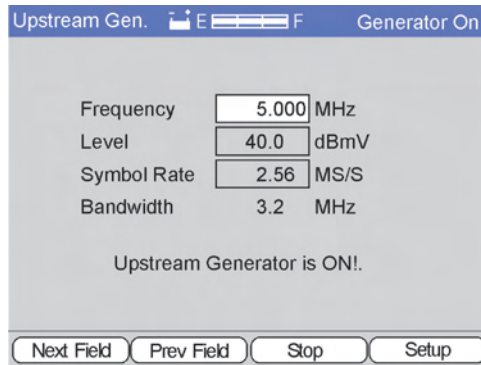 Upstream Gen. E F Generator On
Frequency 5.000 MHz
Level 40.0 dBmV
Symbol Rate 2.56 MS/S
Bandwidth 3.2 MHz
Upstream Generator is ON!.
Next Field Prev Field Stop Setup